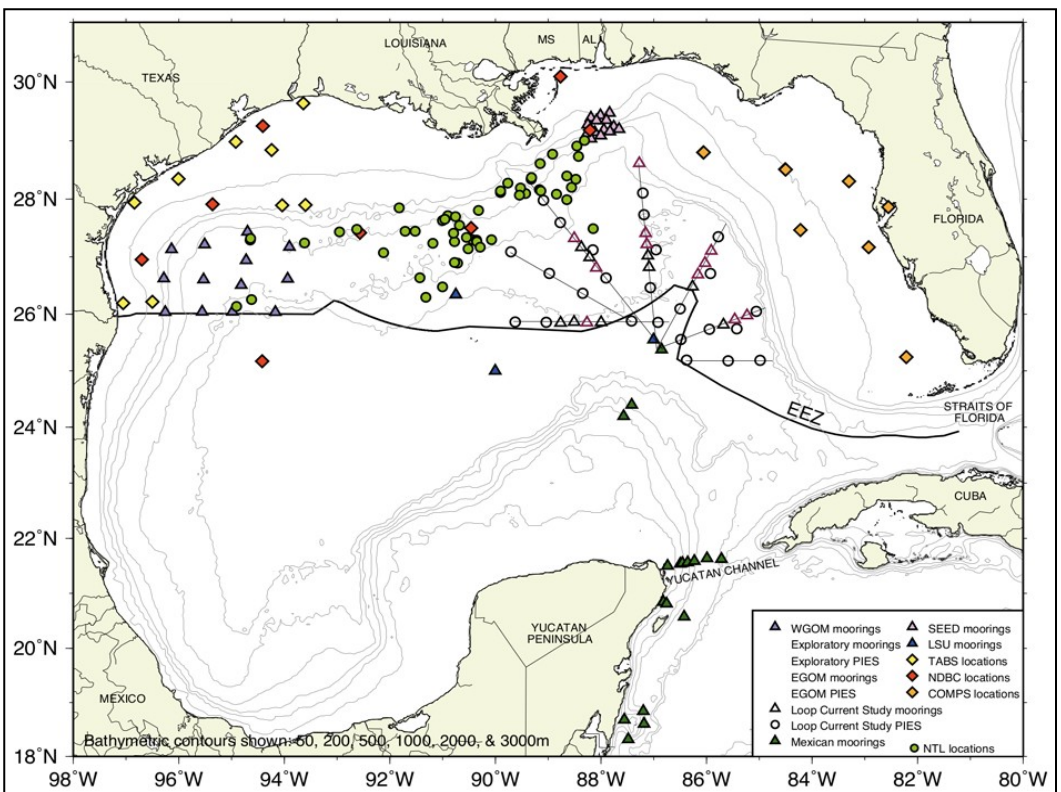 LOUISIANA
MS
AL
30°N
TEXAS
28°N
FLORIDA
26°N
EEZ
STRAITS OF
FLORIDA
24°N
CUBA
22°N
YUCATAN CHANNEL
20°N
YUCATAN
PENINSULA
MEXICO
WGOM moorings
Exploratory moorings
Exploratory PIES
EGOM moorings
EGOM PIES
Loop Current Study moorings
Loop Current Study PIES
Mexican moorings
SEED moorings
LSU moorings
TABS locations
NDBC locations
COMPS locations
NTL locations
Bathymetric contours shown: 50, 200, 500, 1000, 2000, & 3000m
18°N
98°W 96°W 94°W 92°W 90°W 88°W 86°W 84°W 82°W 80°W